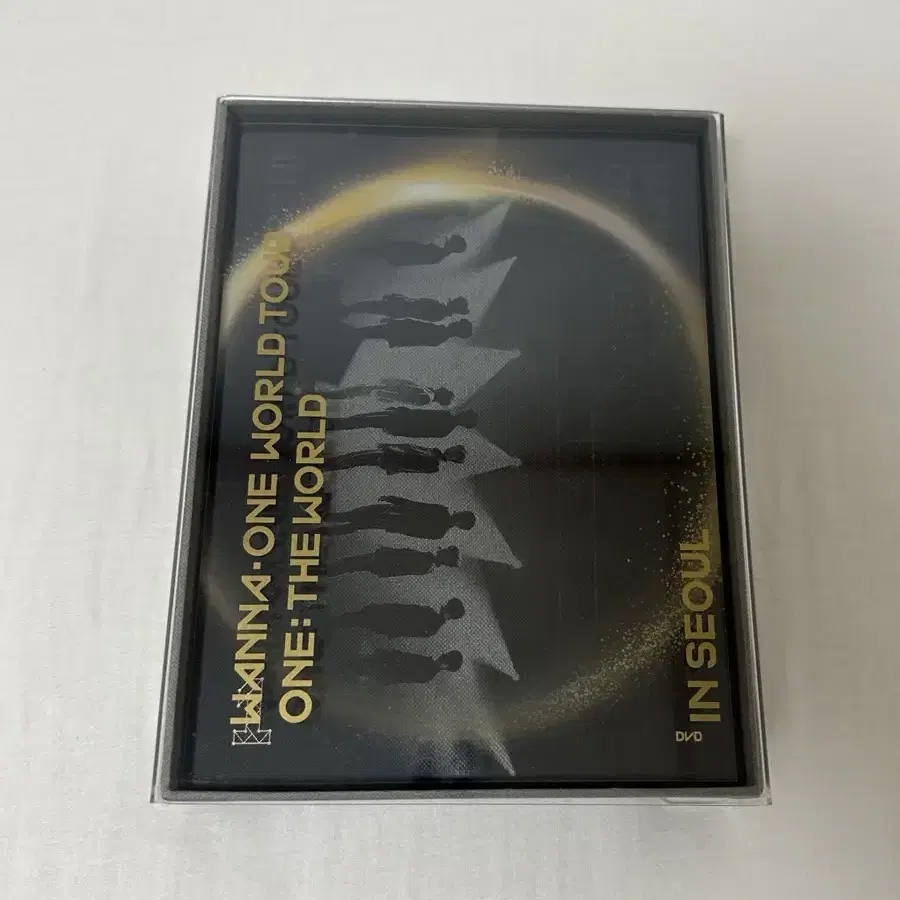 WANNA·ONE WORLD TOUR
ONE: THE WORLD
DVD
IN SEOUL